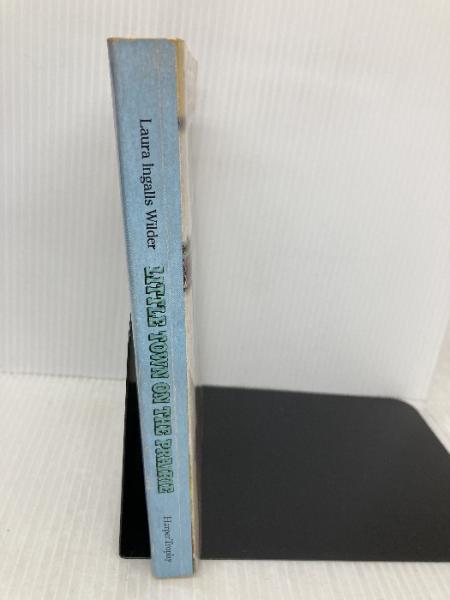 Laura Ingalls Wilder
LITTLE TOWN ON THE PRAIRIE
HarperTrophy